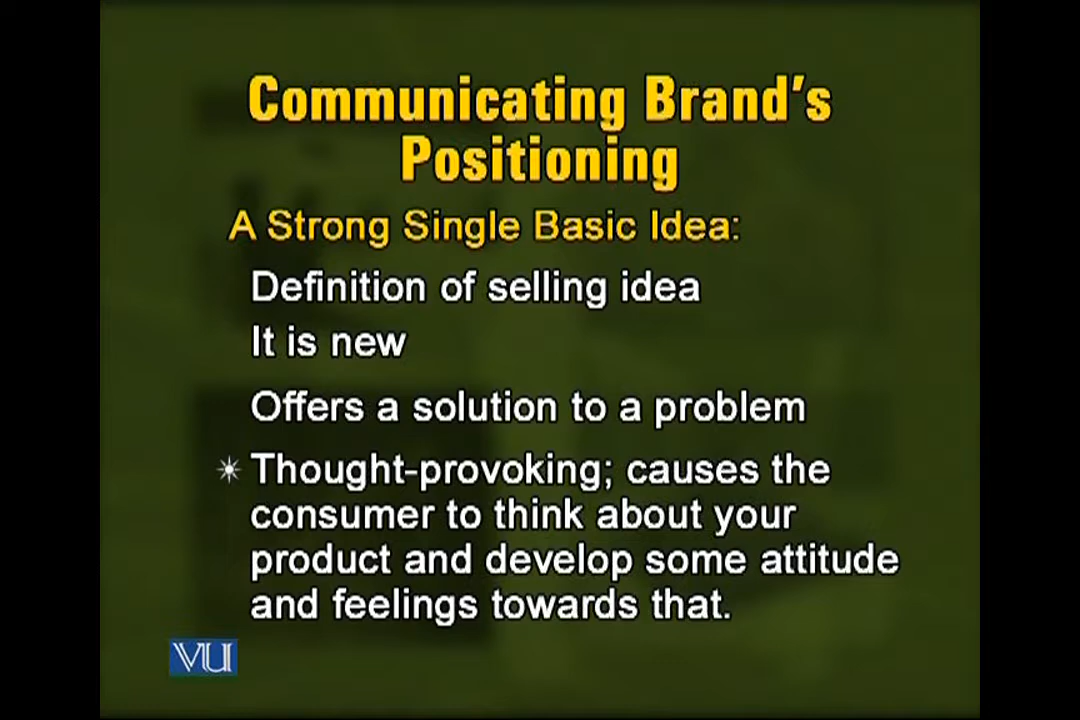 Communicating Brand's
Positioning
A Strong Single Basic Idea:
Definition of selling idea
It is new
Offers a solution to a problem
Thought-provoking; causes the
consumer to think about your
product and develop some attitude
and feelings towards that.
VU